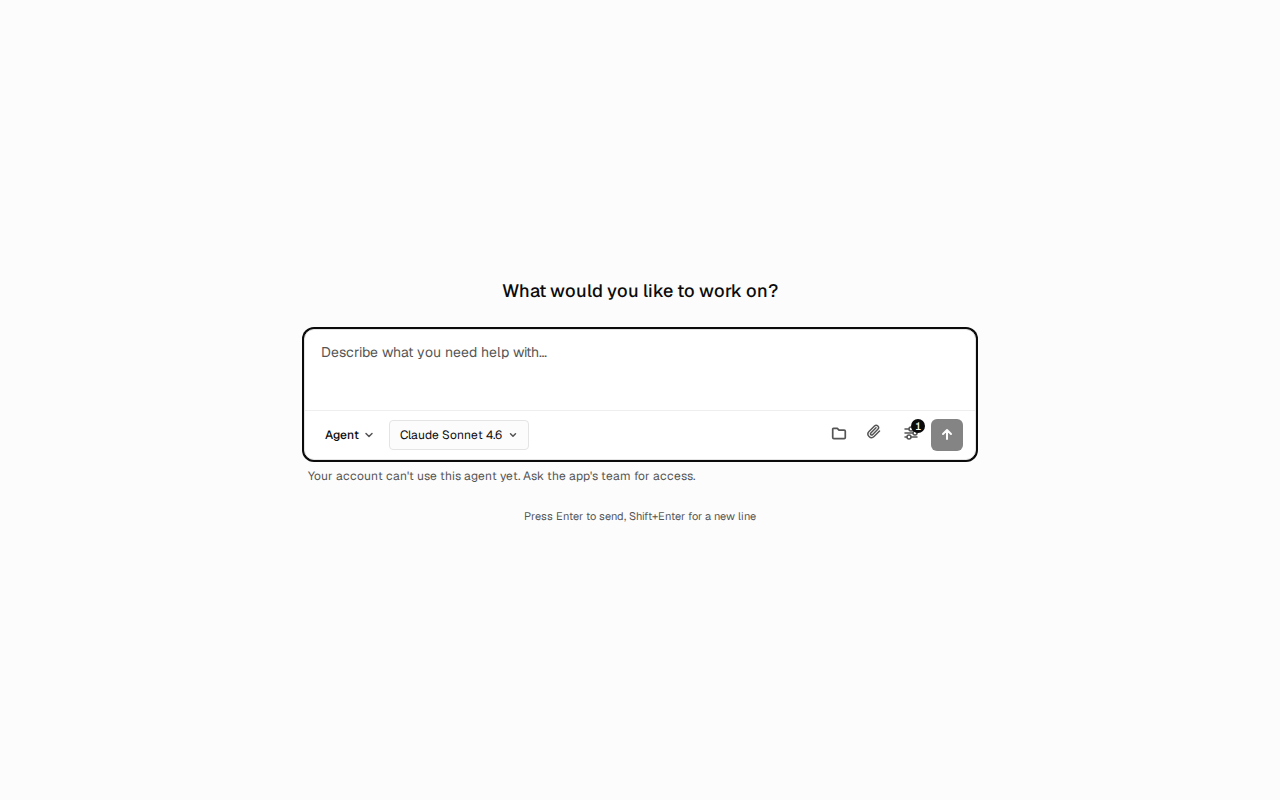 What would you like to work on?
Describe what you need help with...
Agent
Claude Sonnet 4.6
1
Your account can't use this agent yet. Ask the app's team for access.
Press Enter to send, Shift+Enter for a new line